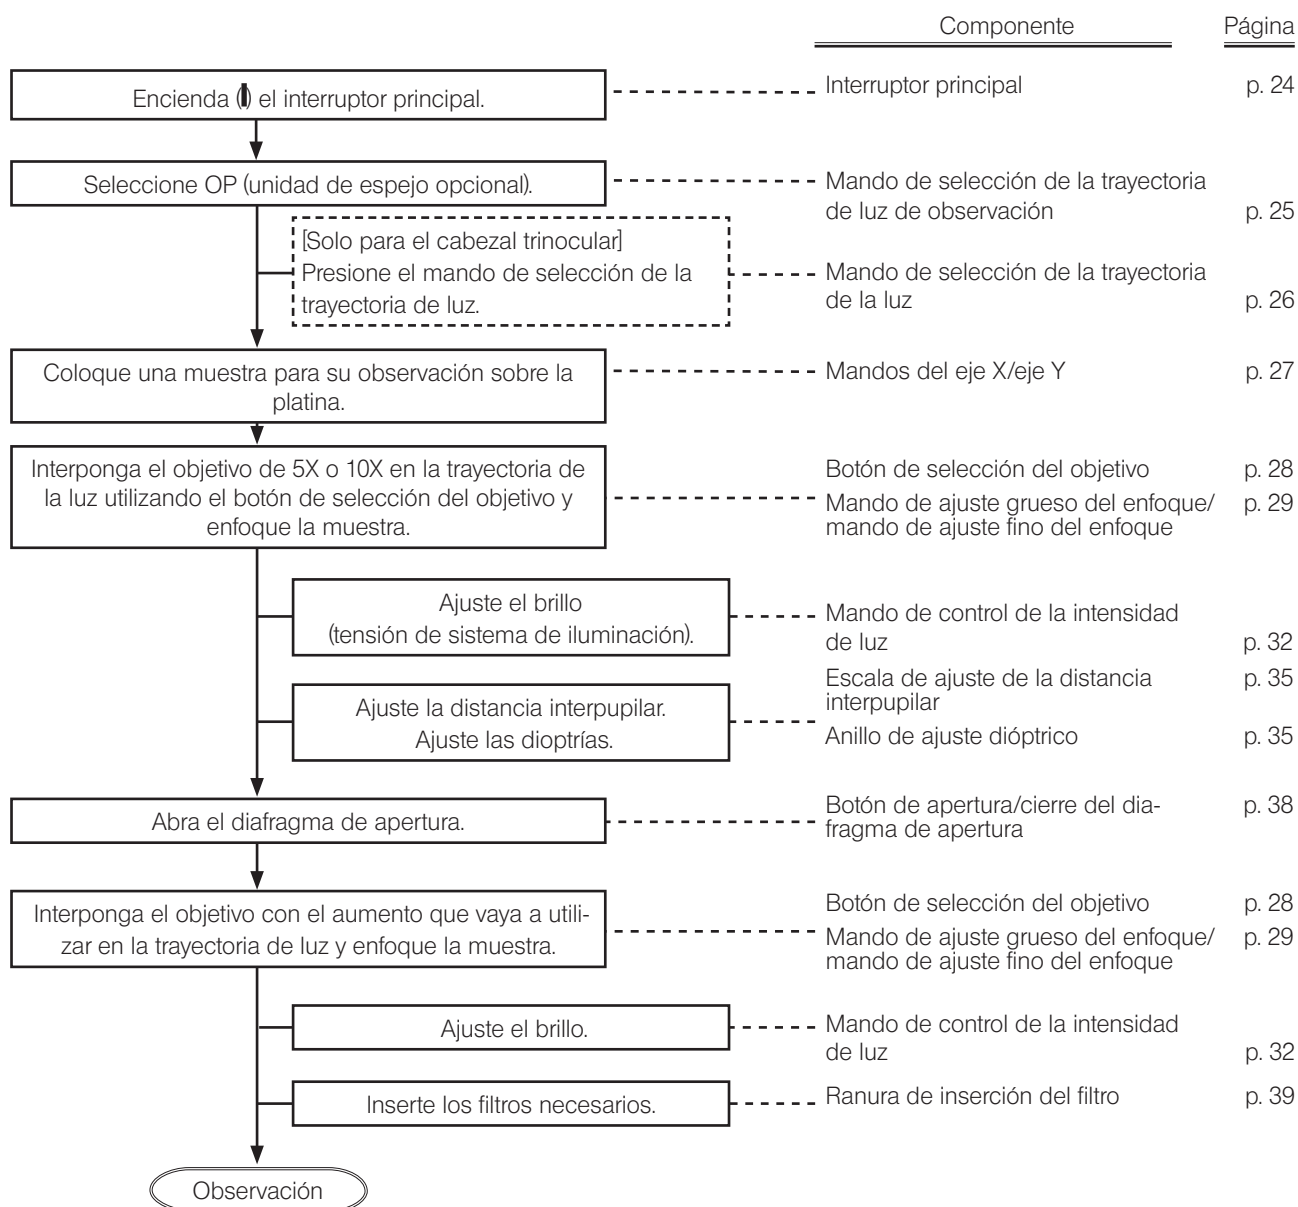 Componente Página
Encienda (I) el interruptor principal.
Interruptor principal p. 24
Seleccione OP (unidad de espejo opcional).
Mando de selección de la trayectoria
de luz de observación p. 25
[Solo para el cabezal trinocular]
Presione el mando de selección de la
trayectoria de luz.
Mando de selección de la trayectoria
de la luz p. 26
Coloque una muestra para su observación sobre la
platina.
Mandos del eje X/eje Y p. 27
Interponga el objetivo de 5X o 10X en la trayectoria de
la luz utilizando el botón de selección del objetivo y
enfoque la muestra.
Botón de selección del objetivo p. 28
Mando de ajuste grueso del enfoque/ p. 29
mando de ajuste fino del enfoque
Ajuste el brillo
(tensión de sistema de iluminación).
Mando de control de la intensidad
de luz p. 32
Ajuste la distancia interpupilar.
Ajuste las dioptrías.
Escala de ajuste de la distancia p. 35
interpupilar
Anillo de ajuste dióptrico p. 35
Abra el diafragma de apertura.
Botón de apertura/cierre del dia- p. 38
fragma de apertura
Interponga el objetivo con el aumento que vaya a utili-
zar en la trayectoria de luz y enfoque la muestra.
Botón de selección del objetivo p. 28
Mando de ajuste grueso del enfoque/ p. 29
mando de ajuste fino del enfoque
Ajuste el brillo.
Mando de control de la intensidad
de luz p. 32
Inserte los filtros necesarios.
Ranura de inserción del filtro p. 39
Observación